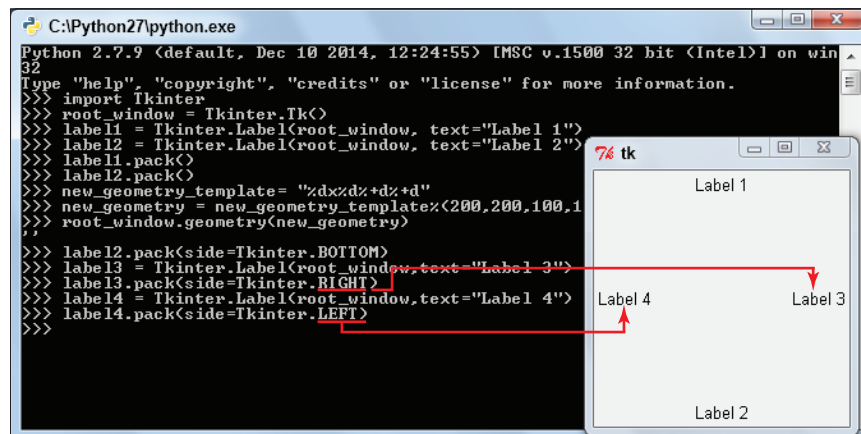 C:\Python27\python.exe
Python 2.7.9 (default, Dec 10 2014, 12:24:55) [MSC v.1500 32 bit (Intel)] on win
32
Type "help", "copyright", "credits" or "license" for more information.
>>> import Tkinter
>>> root_window = Tkinter.Tk()
>>> label1 = Tkinter.Label(root_window, text="Label 1")
>>> label2 = Tkinter.Label(root_window, text="Label 2")
>>> label1.pack()
>>> label2.pack()
>>> new_geometry_template= "%dx%d%+d%+d"
>>> new_geometry = new_geometry_template%(200,200,100,1
>>> root_window.geometry(new_geometry)
''
>>> label2.pack(side=Tkinter.BOTTOM)
>>> label3 = Tkinter.Label(root_window,text="Label 3")
>>> label3.pack(side=Tkinter.RIGHT)
>>> label4 = Tkinter.Label(root_window,text="Label 4")
>>> label4.pack(side=Tkinter.LEFT)
>>>
tk
Label 1
Label 4 Label 3
Label 2